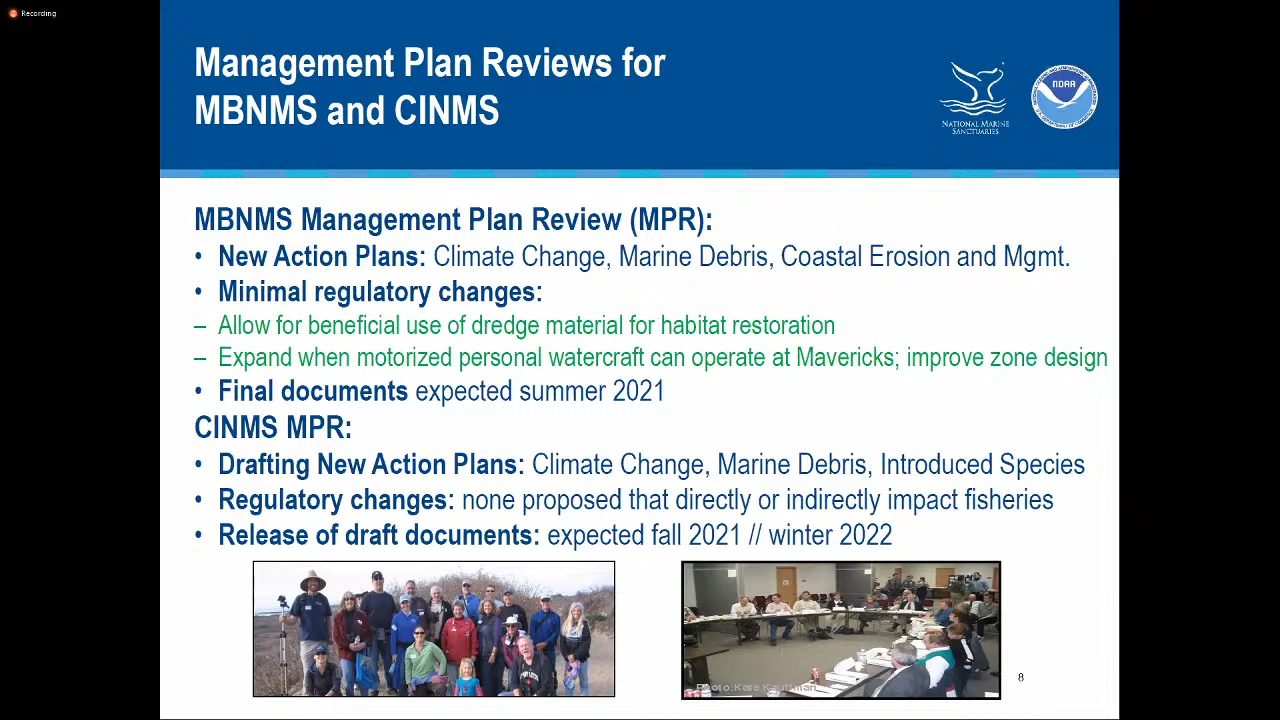 Recording
Management Plan Reviews for
MBNMS and CINMS
NATIONAL MARINE
SANCTUARIES
NOAA
MBNMS Management Plan Review (MPR):
• New Action Plans: Climate Change, Marine Debris, Coastal Erosion and Mgmt.
• Minimal regulatory changes:
– Allow for beneficial use of dredge material for habitat restoration
– Expand when motorized personal watercraft can operate at Mavericks; improve zone design
• Final documents expected summer 2021
CINMS MPR:
• Drafting New Action Plans: Climate Change, Marine Debris, Introduced Species
• Regulatory changes: none proposed that directly or indirectly impact fisheries
• Release of draft documents: expected fall 2021 // winter 2022
Photo:Kate
8